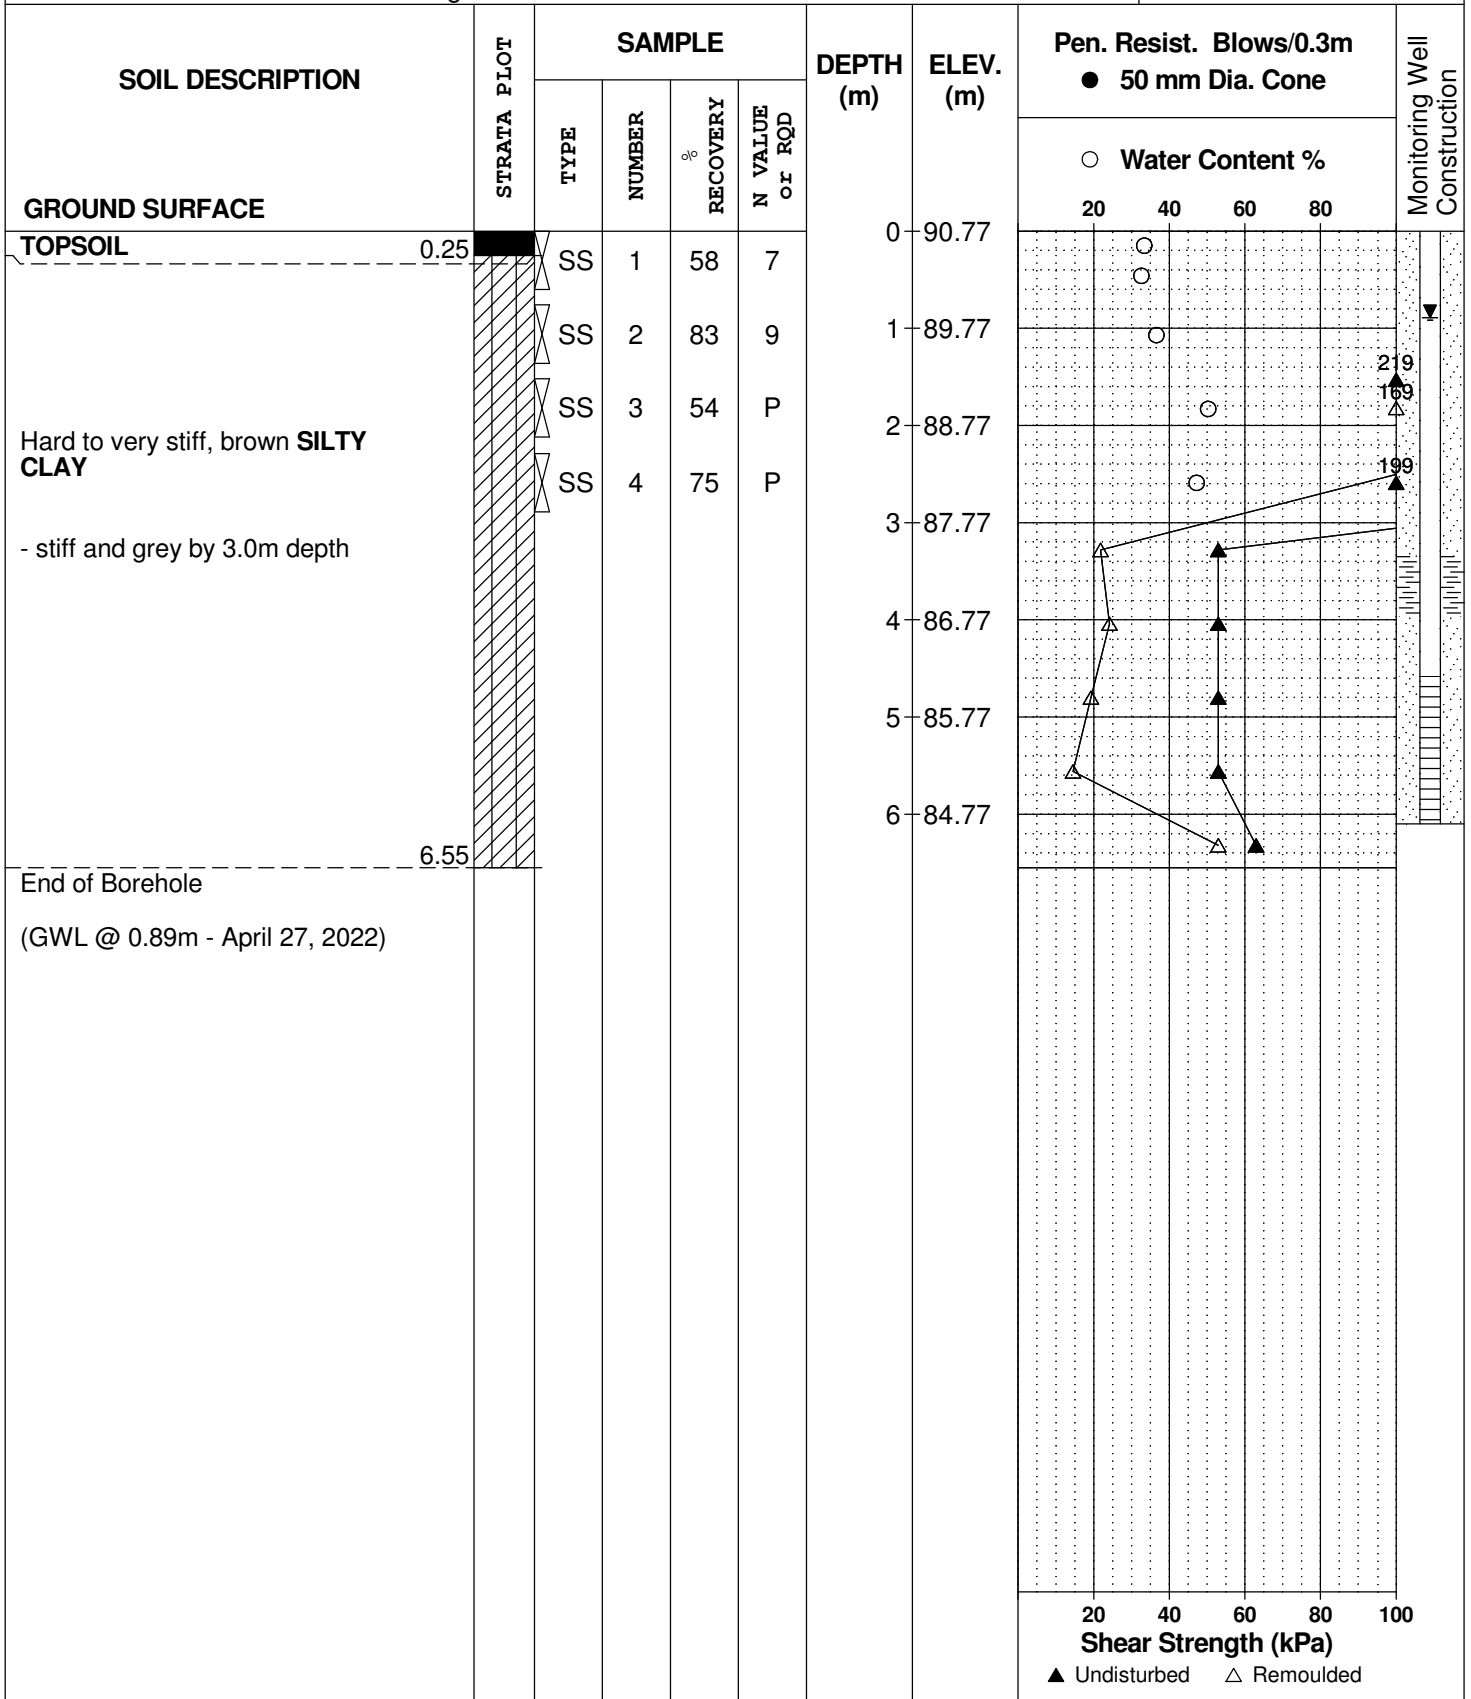 SOIL DESCRIPTION
GROUND SURFACE
STRATA PLOT
SAMPLE
TYPE
NUMBER
% RECOVERY
N VALUE or RQD
DEPTH (m)
ELEV. (m)
Pen. Resist. Blows/0.3m
● 50 mm Dia. Cone
○ Water Content %
20 40 60 80
Monitoring Well Construction
TOPSOIL 0.25
SS 1 58 7
SS 2 83 9
SS 3 54 P
SS 4 75 P
Hard to very stiff, brown SILTY
CLAY
- stiff and grey by 3.0m depth
6.55
End of Borehole
(GWL @ 0.89m - April 27, 2022)
0 90.77
1 89.77
2 88.77
3 87.77
4 86.77
5 85.77
6 84.77
219
169
199
20 40 60 80 100
Shear Strength (kPa)
▲ Undisturbed △ Remoulded